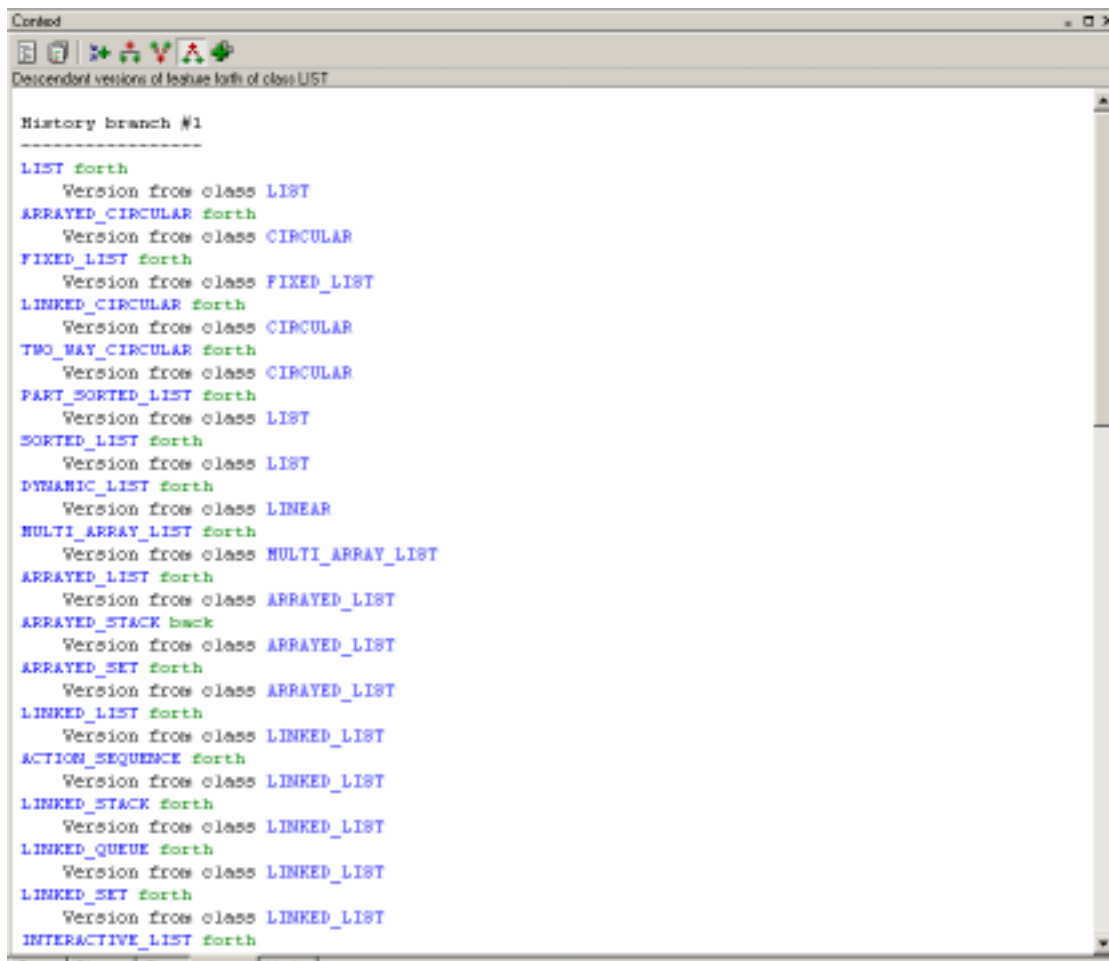 Context
Descendant versions of feature forth of class LIST
History branch #1
-----------------
LIST forth
Version from class LIST
ARRAYED_CIRCULAR forth
Version from class CIRCULAR
FIXED_LIST forth
Version from class FIXED_LIST
LINKED_CIRCULAR forth
Version from class CIRCULAR
TWO_WAY_CIRCULAR forth
Version from class CIRCULAR
PART_SORTED_LIST forth
Version from class LIST
SORTED_LIST forth
Version from class LIST
DYNAMIC_LIST forth
Version from class LINEAR
MULTI_ARRAY_LIST forth
Version from class MULTI_ARRAY_LIST
ARRAYED_LIST forth
Version from class ARRAYED_LIST
ARRAYED_STACK back
Version from class ARRAYED_LIST
ARRAYED_SET forth
Version from class ARRAYED_LIST
LINKED_LIST forth
Version from class LINKED_LIST
ACTION_SEQUENCE forth
Version from class LINKED_LIST
LINKED_STACK forth
Version from class LINKED_LIST
LINKED_QUEUE forth
Version from class LINKED_LIST
LINKED_SET forth
Version from class LINKED_LIST
INTERACTIVE_LIST forth